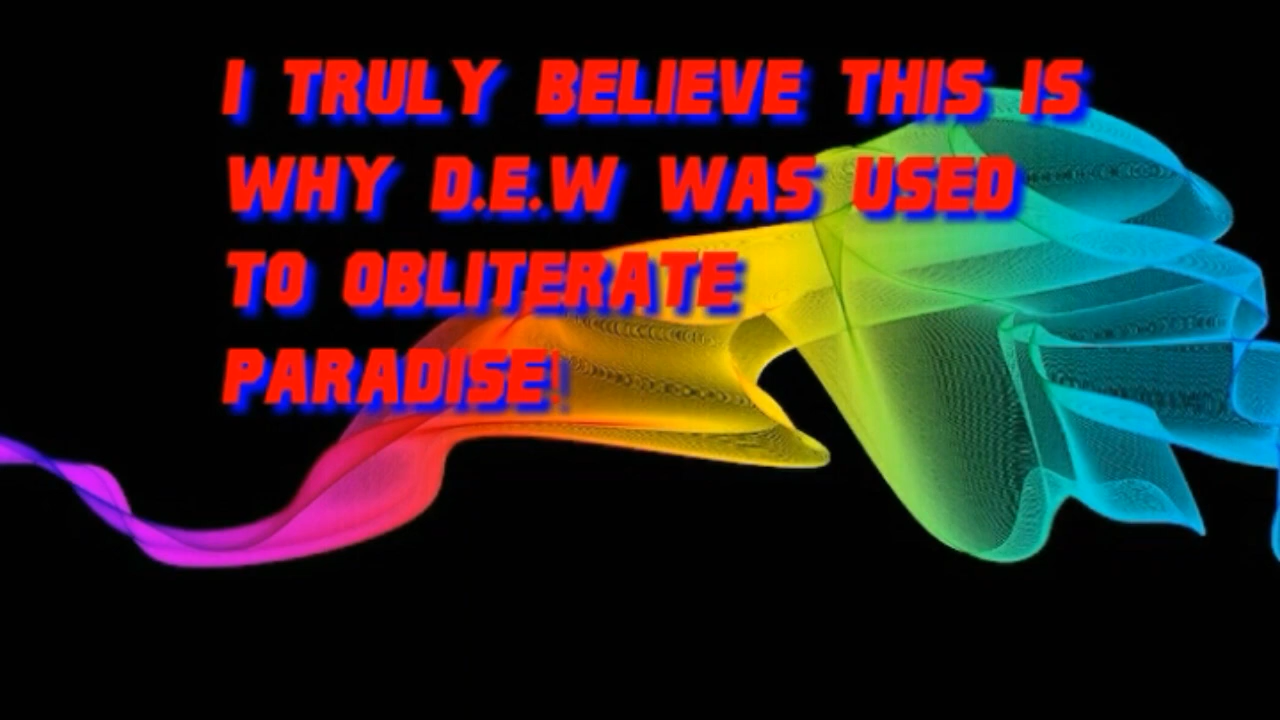 I TRULY BELIEVE THIS IS
WHY D.E.W WAS USED
TO OBLITERATE
PARADISE!